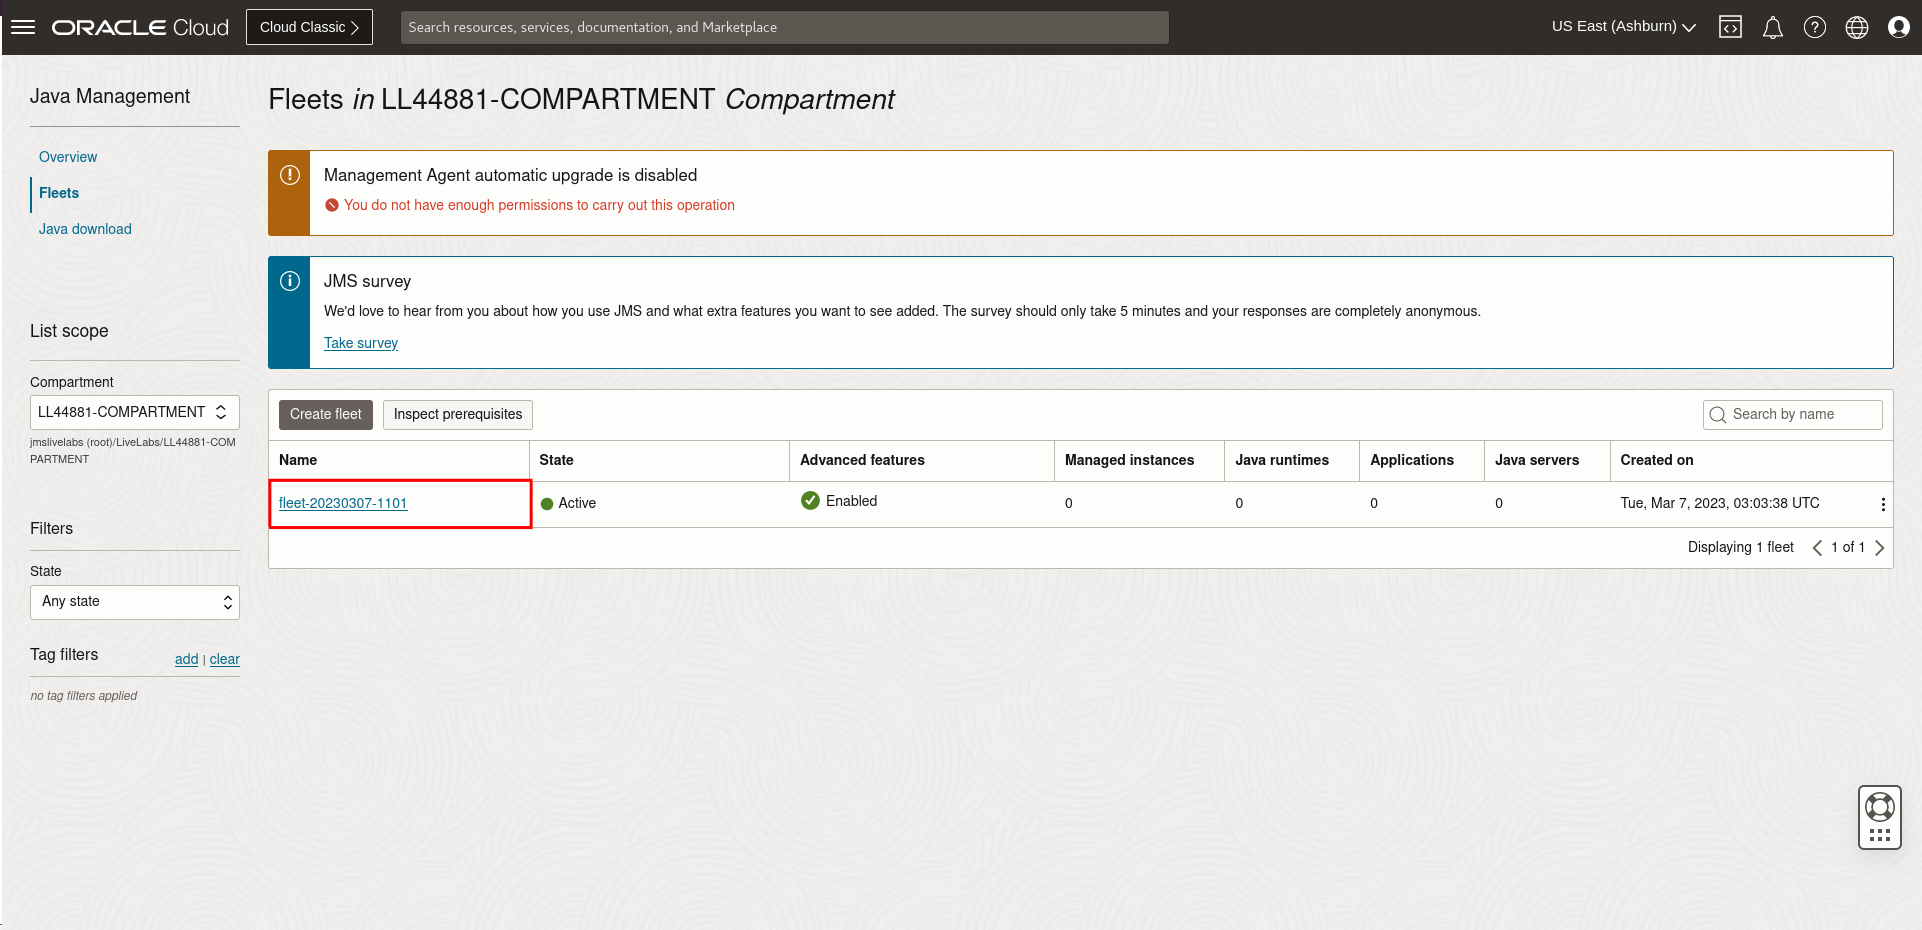 ORACLE Cloud
Cloud Classic
Search resources, services, documentation, and Marketplace
US East (Ashburn)
Java Management
Overview
Fleets
Java download
List scope
Compartment
LL44881-COMPARTMENT
jmslivelabs (root)/LiveLabs/LL44881-COM
PARTMENT
Filters
State
Any state
Tag filters
add | clear
no tag filters applied
Fleets in LL44881-COMPARTMENT Compartment
Management Agent automatic upgrade is disabled
You do not have enough permissions to carry out this operation
JMS survey
We'd love to hear from you about how you use JMS and what extra features you want to see added. The survey should only take 5 minutes and your responses are completely anonymous.
Take survey
Create fleet Inspect prerequisites Search by name
Name State Advanced features Managed instances Java runtimes Applications Java servers Created on
fleet-20230307-1101 Active Enabled 0 0 0 0 Tue, Mar 7, 2023, 03:03:38 UTC
Displaying 1 fleet 1 of 1